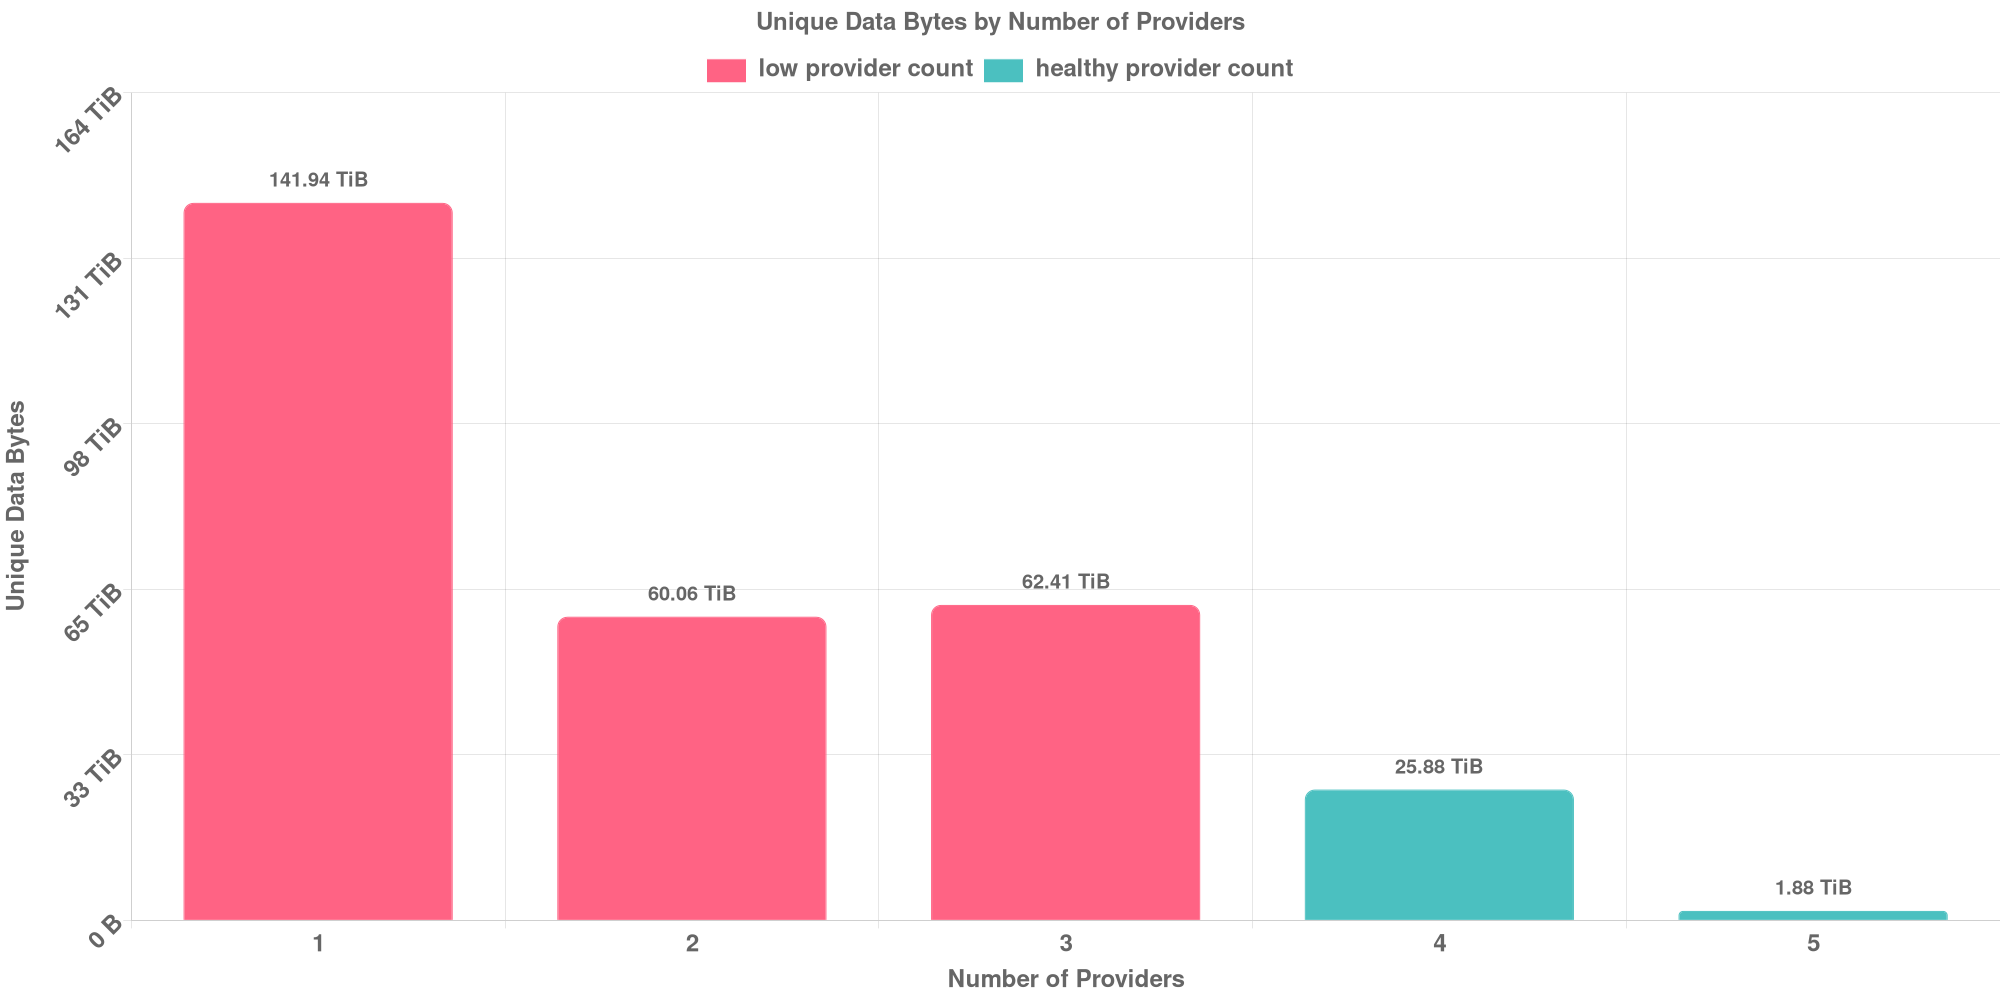 Unique Data Bytes by Number of Providers
low provider count healthy provider count
164 TiB
131 TiB
98 TiB
65 TiB
33 TiB
0 B
Unique Data Bytes
141.94 TiB
60.06 TiB
62.41 TiB
25.88 TiB
1.88 TiB
1 2 3 4 5
Number of Providers